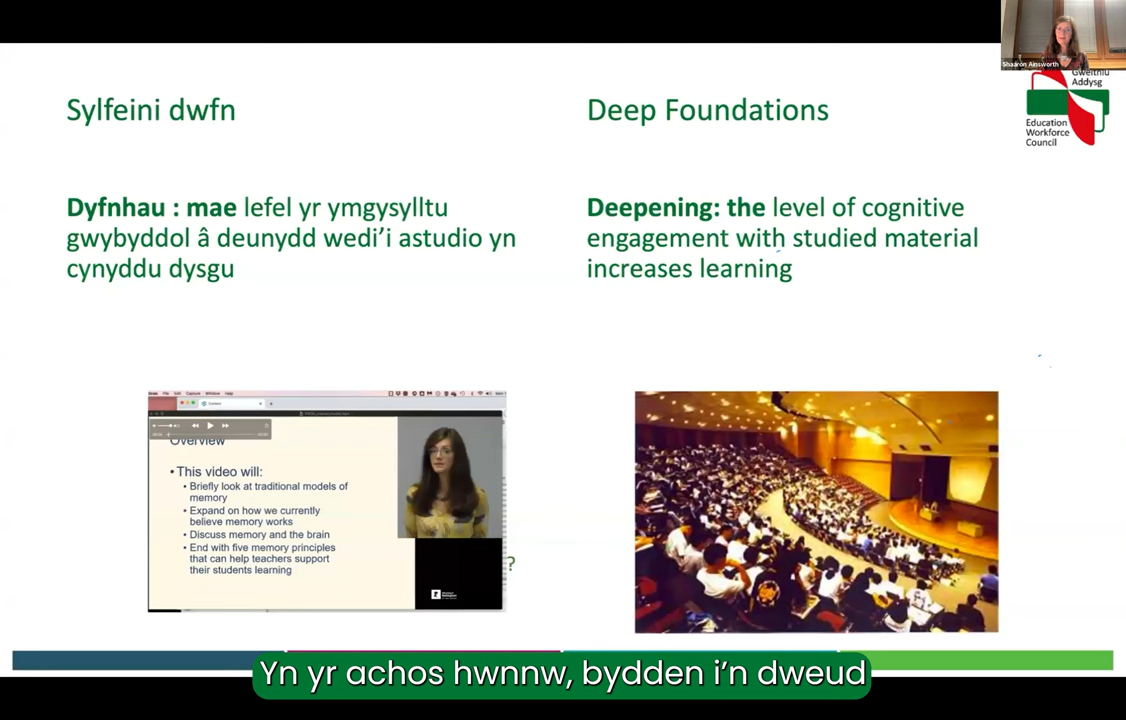 Shaaron Ainsworth
Gweithlu
Addysg
Education
Workforce
Council
Sylfeini dwfn
Dyfnhau : mae lefel yr ymgysylltu
gwybyddol â deunydd wedi'i astudio yn
cynyddu dysgu
Deep Foundations
Deepening: the level of cognitive
engagement with studied material
increases learning
Capture Window Help
Overview
• This video will:
• Briefly look at traditional models of
memory
• Expand on how we currently
believe memory works
• Discuss memory and the brain
• End with five memory principles
that can help teachers support
their students learning
?
Yn yr achos hwnnw, bydden i'n dweud